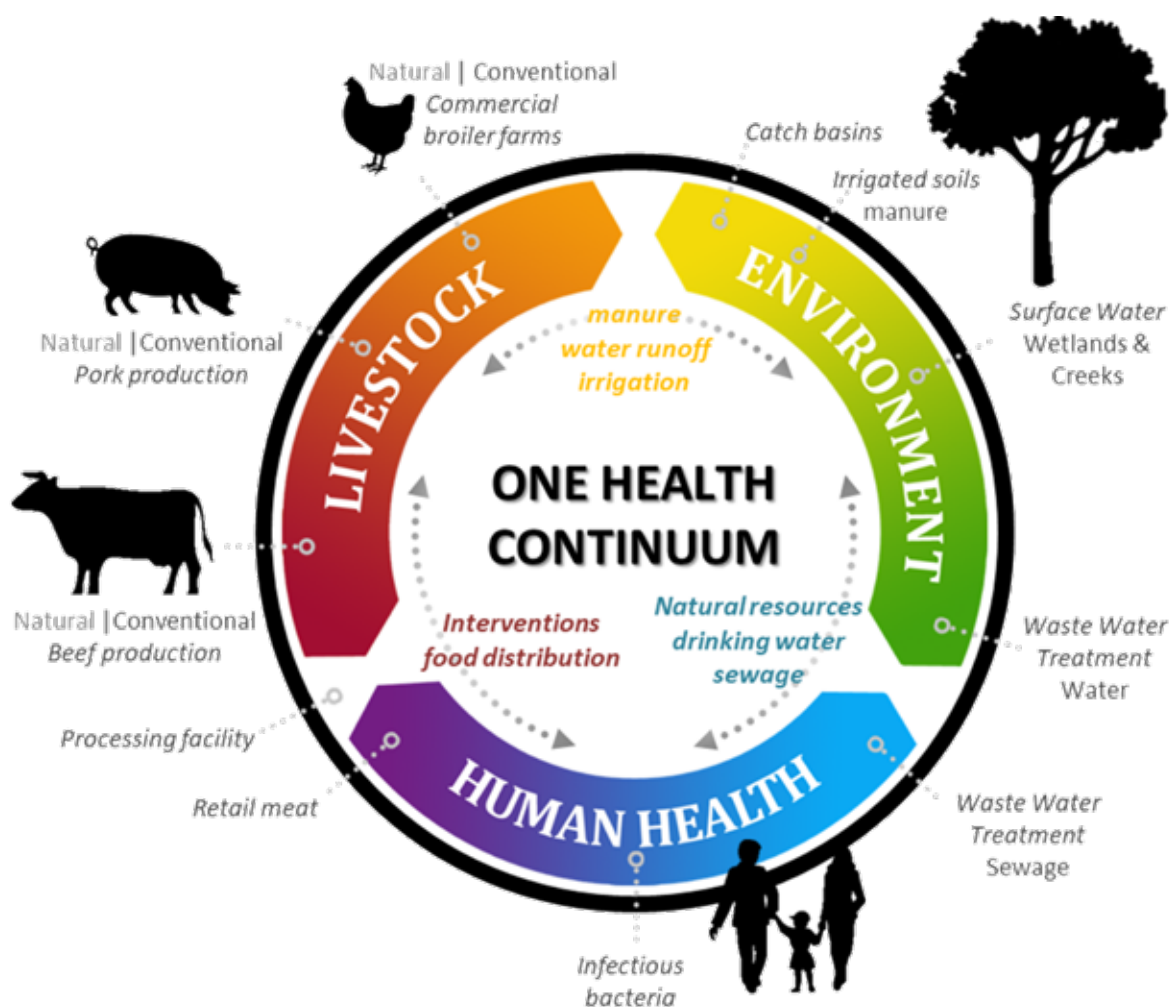 Natural | Conventional
Commercial
broiler farms
Catch basins
Irrigated soils
manure
Surface Water
Wetlands &
Creeks
Natural |Conventional
Pork production
Natural |Conventional
Beef production
LIVESTOCK
ENVIRONMENT
manure
water runoff
irrigation
ONE HEALTH
CONTINUUM
Interventions
food distribution
Natural resources
drinking water
sewage
Waste Water
Treatment
Water
Processing facility
Retail meat
HUMAN HEALTH
Waste Water
Treatment
Sewage
Infectious
bacteria